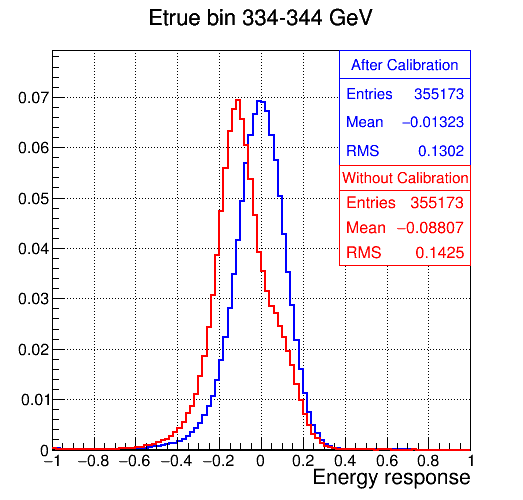 Etrue bin 334-344 GeV
After Calibration
Entries 355173
Mean −0.01323
RMS 0.1302
Without Calibration
Entries 355173
Mean −0.08807
RMS 0.1425
0.07
0.06
0.05
0.04
0.03
0.02
0.01
0
−1 −0.8 −0.6 −0.4 −0.2 0 0.2 0.4 0.6 0.8 1
Energy response